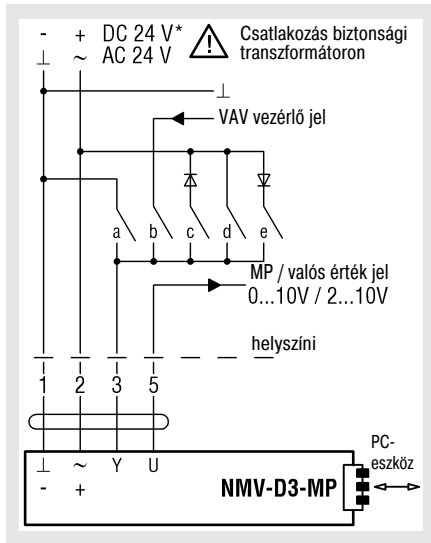 - + DC 24 V* Csatlakozás biztonsági
⊥ ~ AC 24 V transzformátoron
⊥
VAV vezérlő jel
a b c d e
MP / valós érték jel
0...10V / 2...10V
helyszíni
1 2 3 5
PC-
eszköz
⊥ ~ Y U
- +
NMV-D3-MP